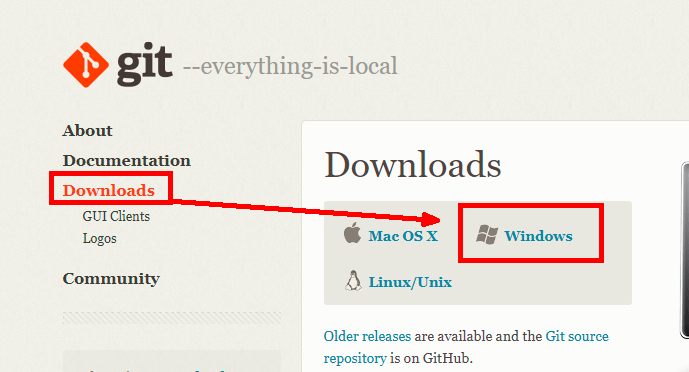 git --everything-is-local
About
Documentation
Downloads
GUI Clients
Logos
Community
Downloads
Mac OS X
Windows
Linux/Unix
Older releases are available and the Git source
repository is on GitHub.